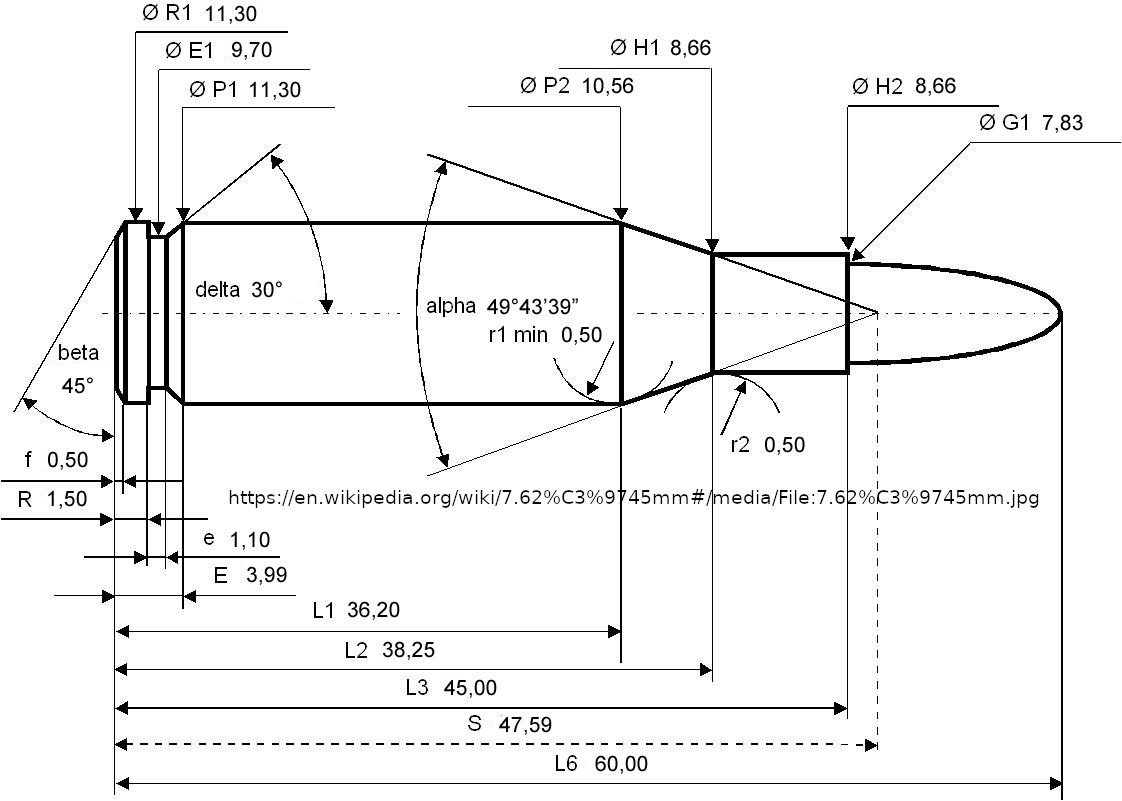 Ø R1 11,30
Ø E1 9,70
Ø P1 11,30
Ø H1 8,66
Ø P2 10,56
Ø H2 8,66
Ø G1 7,83
delta 30°
alpha 49°43’39”
r1 min 0,50
beta
45°
r2 0,50
f 0,50
R 1,50
https://en.wikipedia.org/wiki/7.62%C3%9745mm#/media/File:7.62%C3%9745mm.jpg
e 1,10
E 3,99
L1 36,20
L2 38,25
L3 45,00
S 47,59
L6 60,00